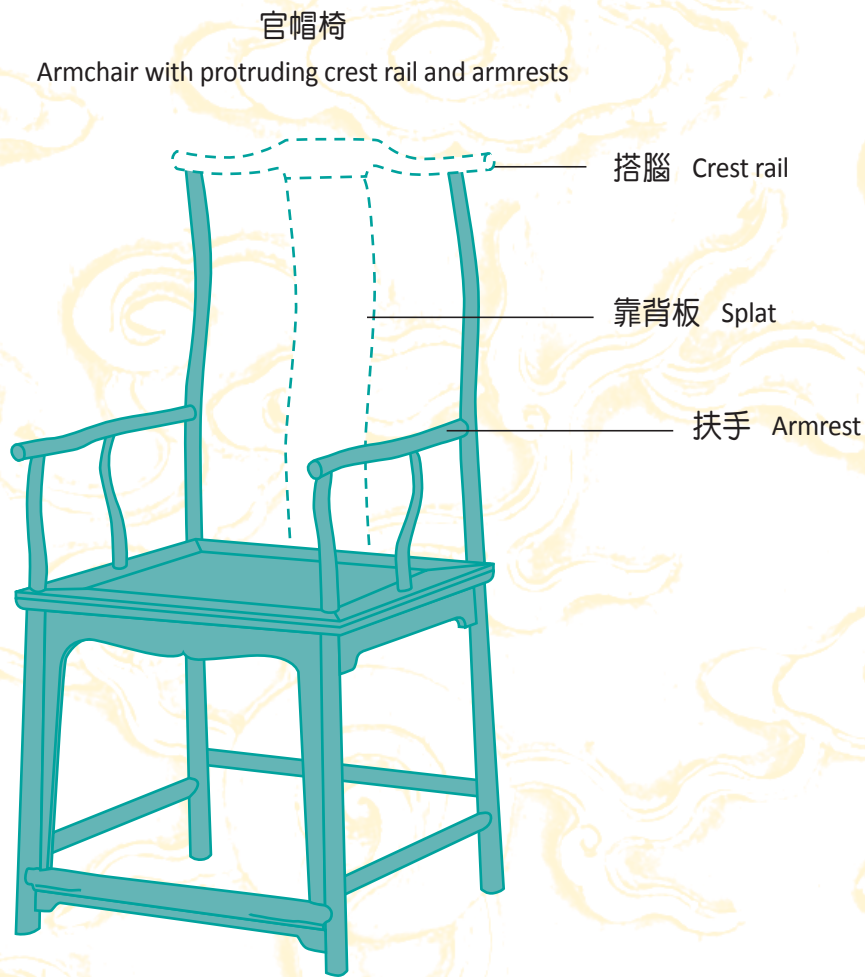 官帽椅
Armchair with protruding crest rail and armrests
搭腦 Crest rail
靠背板 Splat
扶手 Armrest